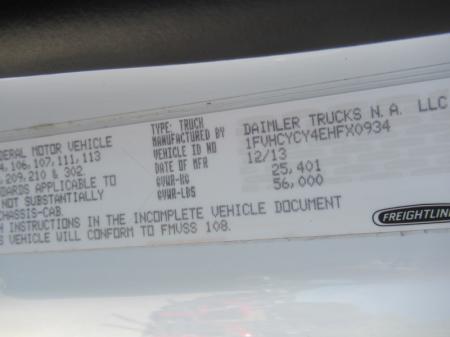 TYPE: TRUCK
MANUFACTURED BY DAIMLER TRUCKS N. A. LLC
VEHICLE ID NO 1FVHCYCY4EHFX0934
DATE OF MFR 12/13
GVWR-KG 25,401
GVWR-LBS 56,000
DERAL MOTOR VEHICLE
4, 106, 107, 111, 113
, 209, 210 & 302.
NDARDS APPLICABLE TO
NOT SUBSTANTIALLY
CHASSIS-CAB.
H INSTRUCTIONS IN THE INCOMPLETE VEHICLE DOCUMENT
S VEHICLE WILL CONFORM TO FMVSS 108.
FREIGHTLIN